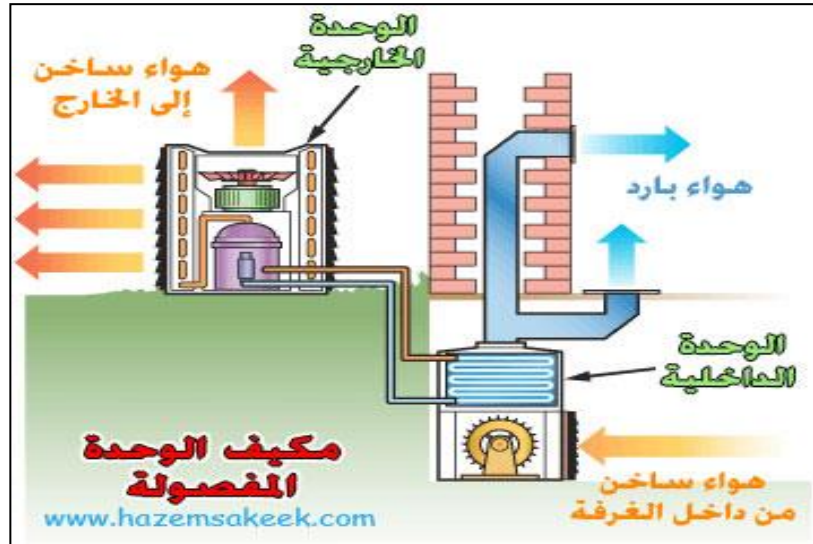 الوحدة
الخارجية
هواء ساخن
إلى الخارج
هواء بارد
الوحدة
الداخلية
مكيف الوحدة
المفصولة
هواء ساخن
من داخل الغرفة
www.hazemsakeek.com